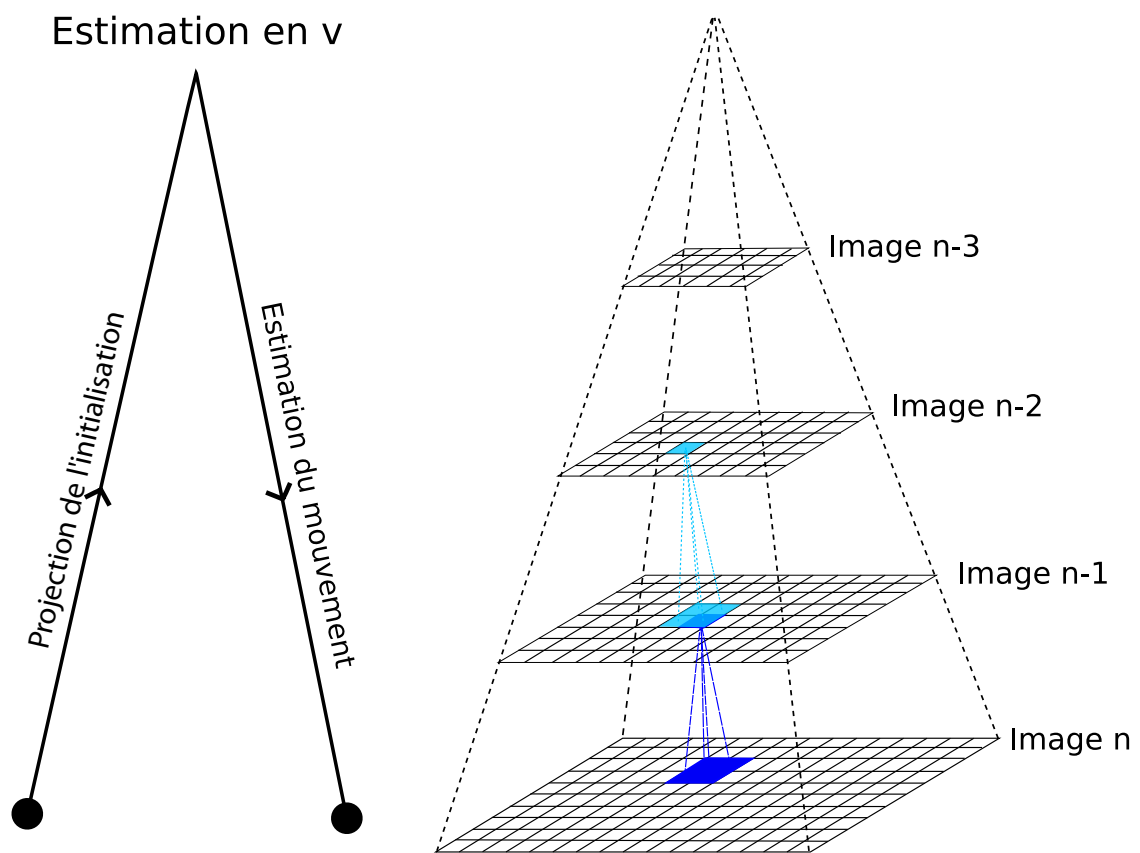 Estimation en v
Projection de l'initialisation
Estimation du mouvement
Image n-3
Image n-2
Image n-1
Image n